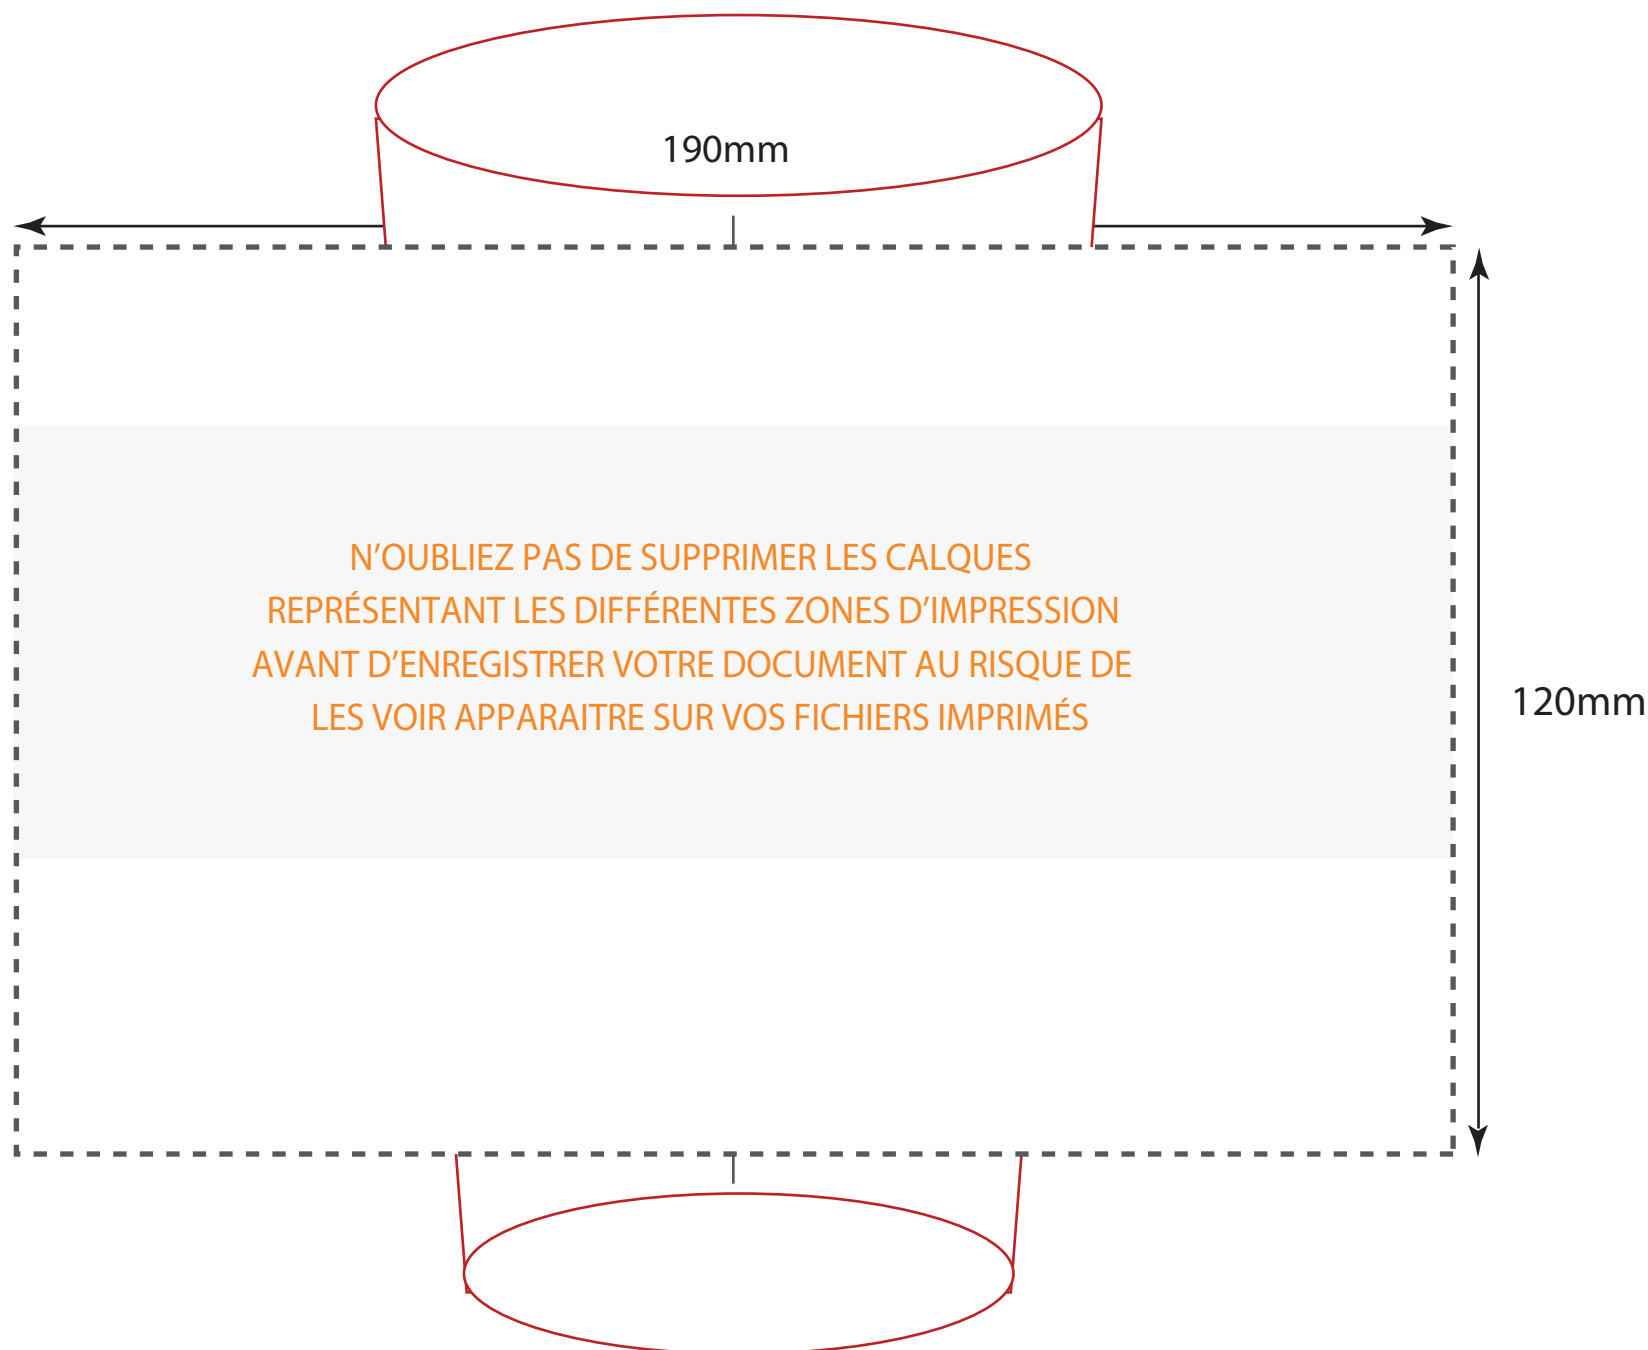 190mm
N’OUBLIEZ PAS DE SUPPRIMER LES CALQUES
REPRÉSENTANT LES DIFFÉRENTES ZONES D’IMPRESSION
AVANT D’ENREGISTRER VOTRE DOCUMENT AU RISQUE DE
LES VOIR APPARAITRE SUR VOS FICHIERS IMPRIMÉS
120mm